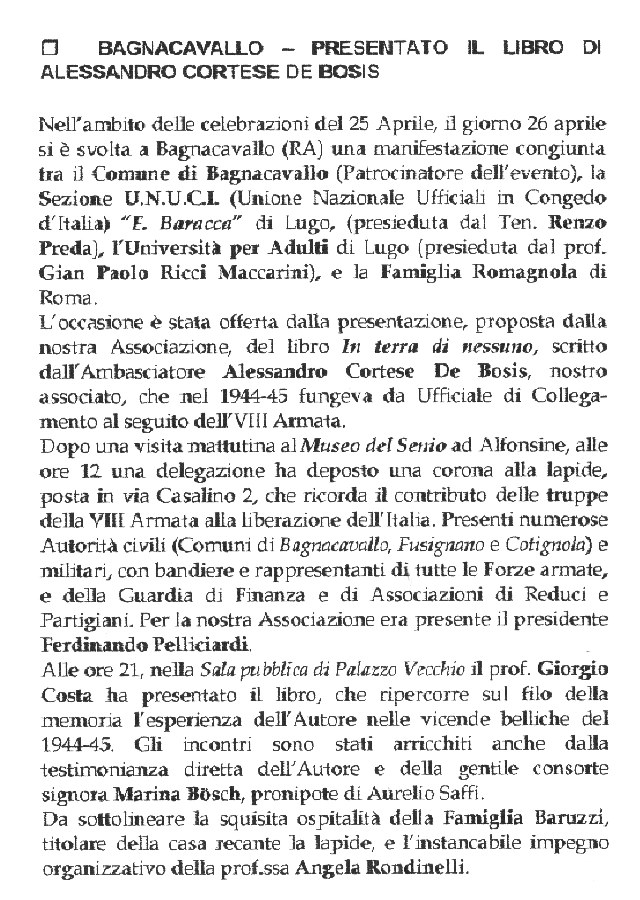 BAGNACAVALLO – PRESENTATO IL LIBRO DI
ALESSANDRO CORTESE DE BOSIS
Nell'ambito delle celebrazioni del 25 Aprile, il giorno 26 aprile
si è svolta a Bagnacavallo (RA) una manifestazione congiunta
tra il Comune di Bagnacavallo (Patrocinatore dell'evento), la
Sezione U.N.U.C.I. (Unione Nazionale Ufficiali in Congedo
d'Italia) "E. Baracca" di Lugo, (presieduta dal Ten. Renzo
Preda), l'Università per Adulti di Lugo (presieduta dal prof.
Gian Paolo Ricci Maccarini), e la Famiglia Romagnola di
Roma.
L'occasione è stata offerta dalla presentazione, proposta dalla
nostra Associazione, del libro In terra di nessuno, scritto
dall'Ambasciatore Alessandro Cortese De Bosis, nostro
associato, che nel 1944-45 fungeva da Ufficiale di Collega-
mento al seguito dell'VIII Armata.
Dopo una visita mattutina al Museo del Senio ad Alfonsine, alle
ore 12 una delegazione ha deposto una corona alla lapide,
posta in via Casalino 2, che ricorda il contributo delle truppe
della VIII Armata alla liberazione dell'Italia. Presenti numerose
Autorità civili (Comuni di Bagnacavallo, Fusignano e Cotignola) e
militari, con bandiere e rappresentanti di tutte le Forze armate,
e della Guardia di Finanza e di Associazioni di Reduci e
Partigiani. Per la nostra Associazione era presente il presidente
Ferdinando Pelliciardi.
Alle ore 21, nella Sala pubblica di Palazzo Vecchio il prof. Giorgio
Costa ha presentato il libro, che ripercorre sul filo della
memoria l'esperienza dell'Autore nelle vicende belliche del
1944-45. Gli incontri sono stati arricchiti anche dalla
testimonianza diretta dell'Autore e della gentile consorte
signora Marina Bösch, pronipote di Aurelio Saffi.
Da sottolineare la squisita ospitalità della Famiglia Baruzzi,
titolare della casa recante la lapide, e l'instancabile impegno
organizzativo della prof.ssa Angela Rondinelli.